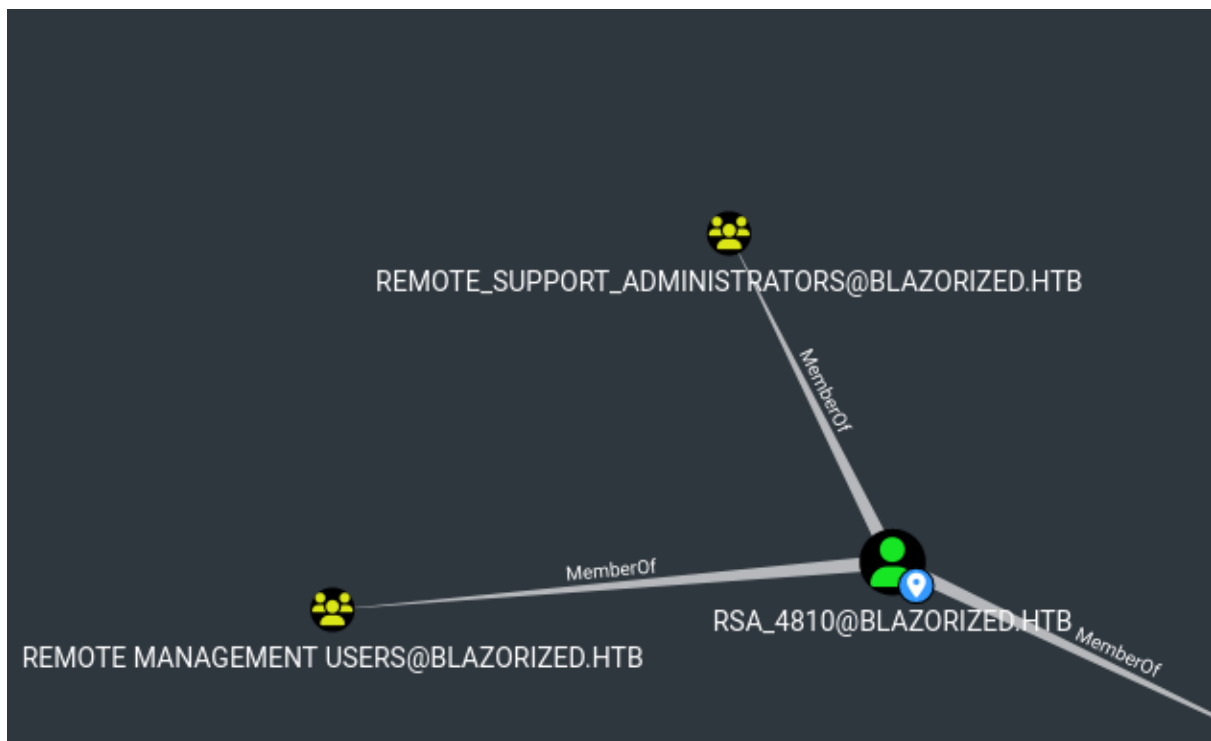 REMOTE_SUPPORT_ADMINISTRATORS@BLAZORIZED.HTB
MemberOf
MemberOf
RSA_4810@BLAZORIZED.HTB
MemberOf
REMOTE MANAGEMENT USERS@BLAZORIZED.HTB